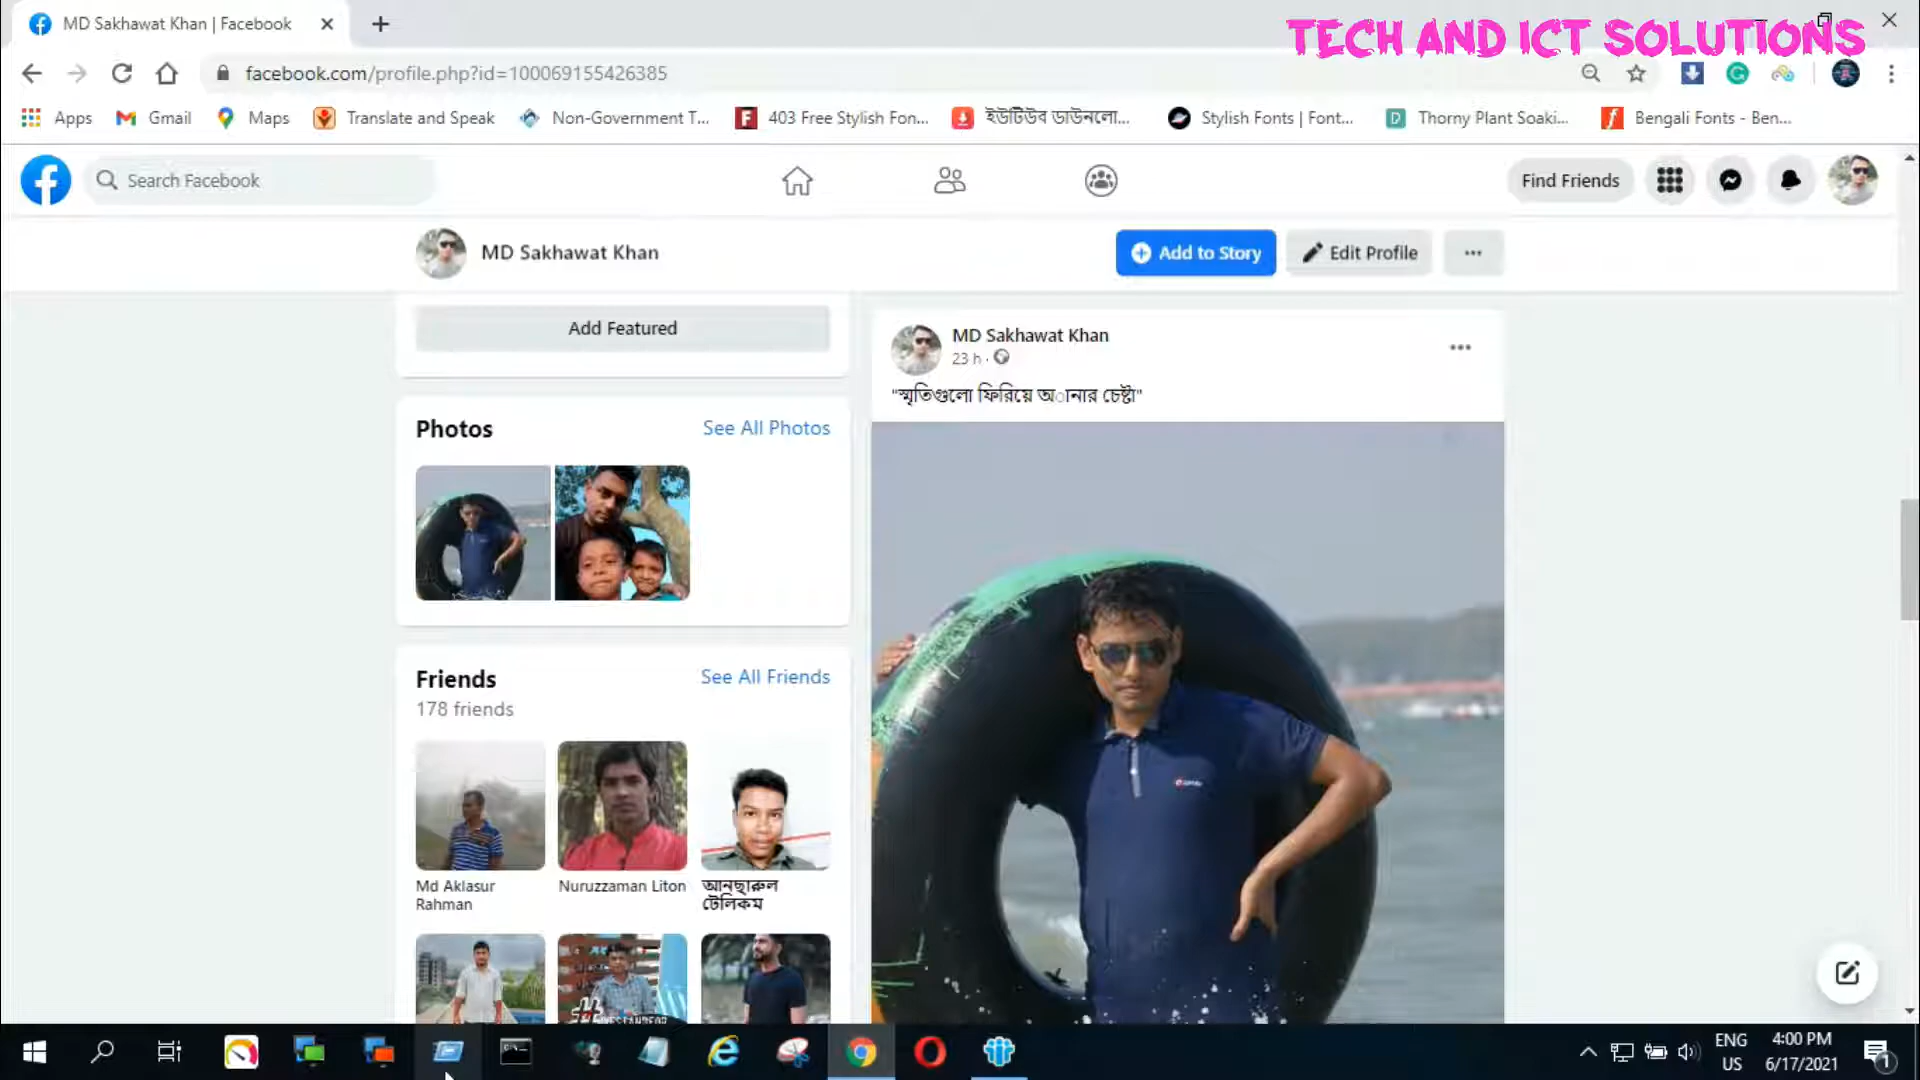 MD Sakhawat Khan | Facebook
TECH AND ICT SOLUTIONS
facebook.com/profile.php?id=100069155426385
Apps
Gmail
Maps
Translate and Speak
Non-Government T...
403 Free Stylish Fon...
ইউটিউব ডাউনলো...
Stylish Fonts | Font...
Thorny Plant Soaki...
Bengali Fonts - Ben...
Search Facebook
Find Friends
MD Sakhawat Khan
Add to Story
Edit Profile
Add Featured
MD Sakhawat Khan
23 h
"স্মৃতিগুলো ফিরিয়ে অানার চেষ্টা"
Photos
See All Photos
Friends
See All Friends
178 friends
Md Aklasur
Rahman
Nuruzzaman Liton
আনছারুল
টেলিকম
ENG
US
4:00 PM
6/17/2021
1